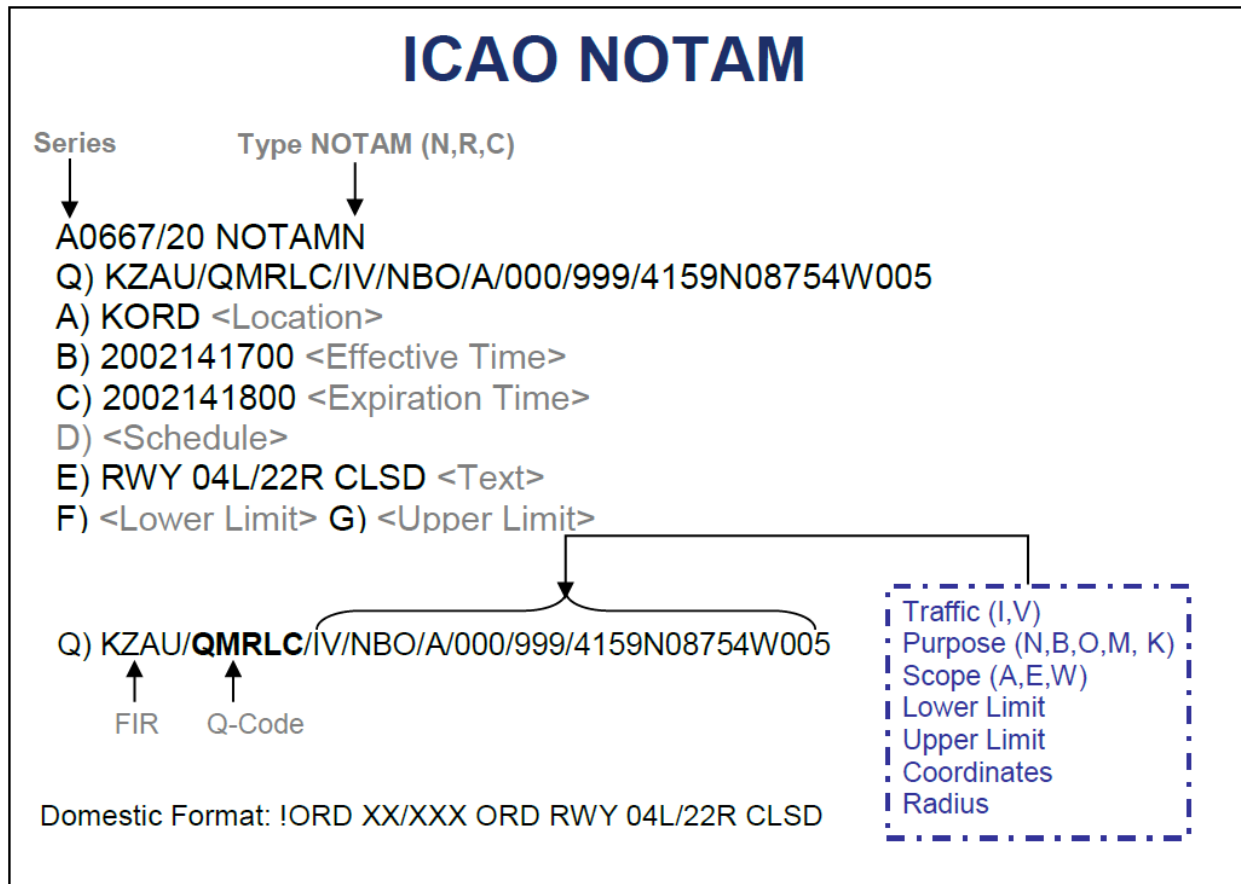 ICAO NOTAM
Series
Type NOTAM (N,R,C)
A0667/20 NOTAMN
Q) KZAU/QMRLC/IV/NBO/A/000/999/4159N08754W005
A) KORD <Location>
B) 2002141700 <Effective Time>
C) 2002141800 <Expiration Time>
D) <Schedule>
E) RWY 04L/22R CLSD <Text>
F) <Lower Limit> G) <Upper Limit>
Q) KZAU/QMRLC/IV/NBO/A/000/999/4159N08754W005
FIR
Q-Code
Traffic (I,V)
Purpose (N,B,O,M, K)
Scope (A,E,W)
Lower Limit
Upper Limit
Coordinates
Radius
Domestic Format: !ORD XX/XXX ORD RWY 04L/22R CLSD